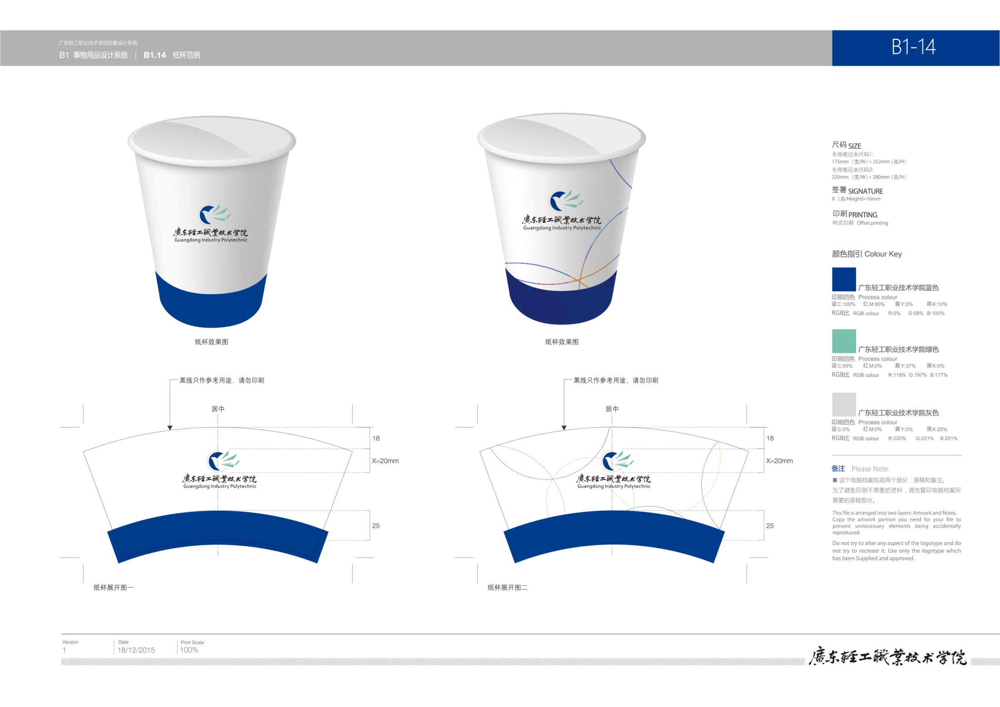 广东轻工职业技术学院形象设计系统
B1 事物用品设计系统 B1.14 纸杯范例
B1-14
廣东轻工職業技术学院
Guangdong Industry Polytechnic
廣东轻工職業技术学院
Guangdong Industry Polytechnic
纸杯效果图
纸杯效果图
黑线只作参考用途，请勿印刷
居中
18
X=20mm
廣东轻工職業技术学院
Guangdong Industry Polytechnic
25
纸杯展开图一
黑线只作参考用途，请勿印刷
居中
18
X=20mm
廣东轻工職業技术学院
Guangdong Industry Polytechnic
25
纸杯展开图二
尺码 SIZE
专用笔记本尺码1:
175mm（宽/W) × 252mm (高/H)
专用笔记本尺码2:
220mm（宽/W) × 280mm (高/H)
签署 SIGNATURE
X（高/Height)=16mm
印刷 PRINTING
柯式印刷 Offset printing
颜色指引 Colour Key
广东轻工职业技术学院蓝色
印刷四色 Process colour
蓝C:100% 红M:80% 黄Y:0% 黑K:10%
RGB比 RGB colour R:0% G:59% B:100%
广东轻工职业技术学院绿色
印刷四色 Process colour
蓝C:55% 红M:0% 黄Y:37% 黑K:0%
RGB比 RGB colour R:118% G:197% B:177%
广东轻工职业技术学院灰色
印刷四色 Process colour
蓝C:0% 红M:0% 黄Y:0% 黑K:20%
RGB比 RGB colour R:220% G:221% B:221%
备注 Please Note:
■ 这个电脑档案包括两个部分：原稿和备注。
为了避免印刷不需要的资料，请先复印电脑档案所
需要的原稿部分。
This file is arranged into two layers: Artwork and Notes.
Copy the artwork portion you need for your file to
prevent unnecessary elements being accidentally
reproduced.
Do not try to alter any aspect of the logotype and do
not try to recreate it. Use only the logotype which
has been Supplied and approved.
Version
1
Date
18/12/2015
Print Scale
100%
廣东轻工職業技术学院